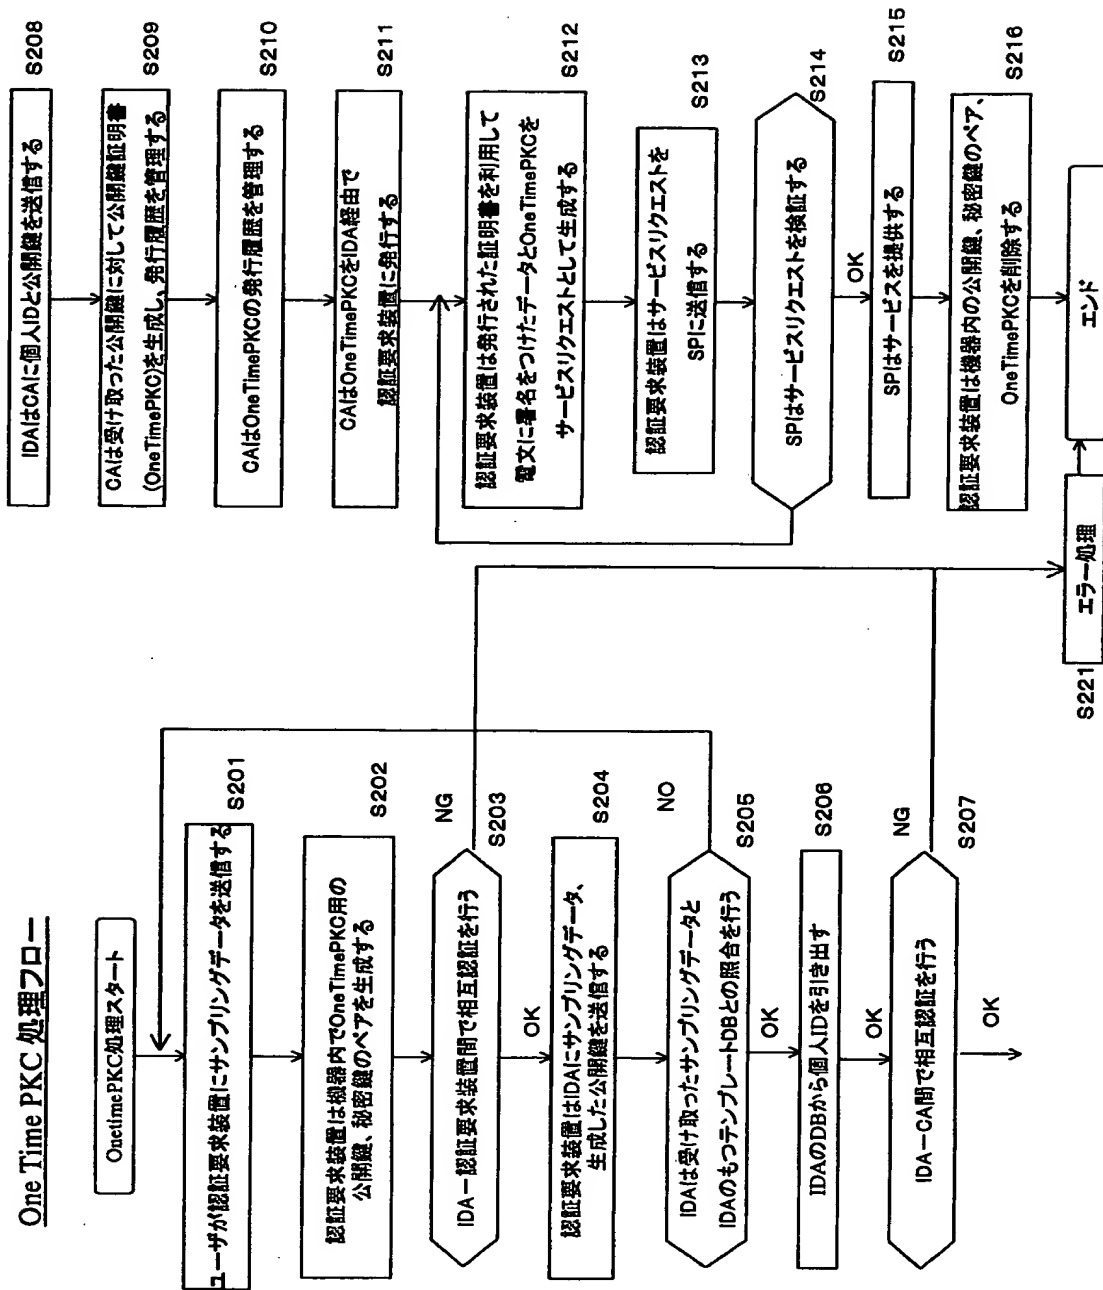 One Time PKC 処理フロー
OnetimePKC処理スタート
ユーザが認証要求装置にサンプリングデータを送信する
S201
認証要求装置は機器内でOneTimePKC用の
公開鍵、秘密鍵のペアを生成する
S202
IDA－認証要求装置間で相互認証を行う
NG
S203
OK
認証要求装置はIDAにサンプリングデータ、
生成した公開鍵を送信する
S204
IDAは受け取ったサンプリングデータと
IDAのもつテンプレートDBとの照合を行う
NO
S205
OK
IDAのDBから個人IDを引き出す
S206
OK
IDA－CA間で相互認証を行う
NG
S207
OK
IDAはCAに個人IDと公開鍵を送信する
S208
CAは受け取った公開鍵に対して公開鍵証明書
(OneTimePKC)を生成し、発行履歴を管理する
S209
CAはOneTimePKCの発行履歴を管理する
S210
CAはOneTimePKCをIDA経由で
認証要求装置に発行する
S211
認証要求装置は発行された証明書を利用して
電文に署名をつけたデータとOneTimePKCを
サービスリクエストとして生成する
S212
認証要求装置はサービスリクエストを
SPに送信する
S213
SPはサービスリクエストを検証する
S214
OK
SPはサービスを提供する
S215
認証要求装置は機器内の公開鍵、秘密鍵のペア、
OneTimePKCを削除する
S216
エラー処理
S221
エンド